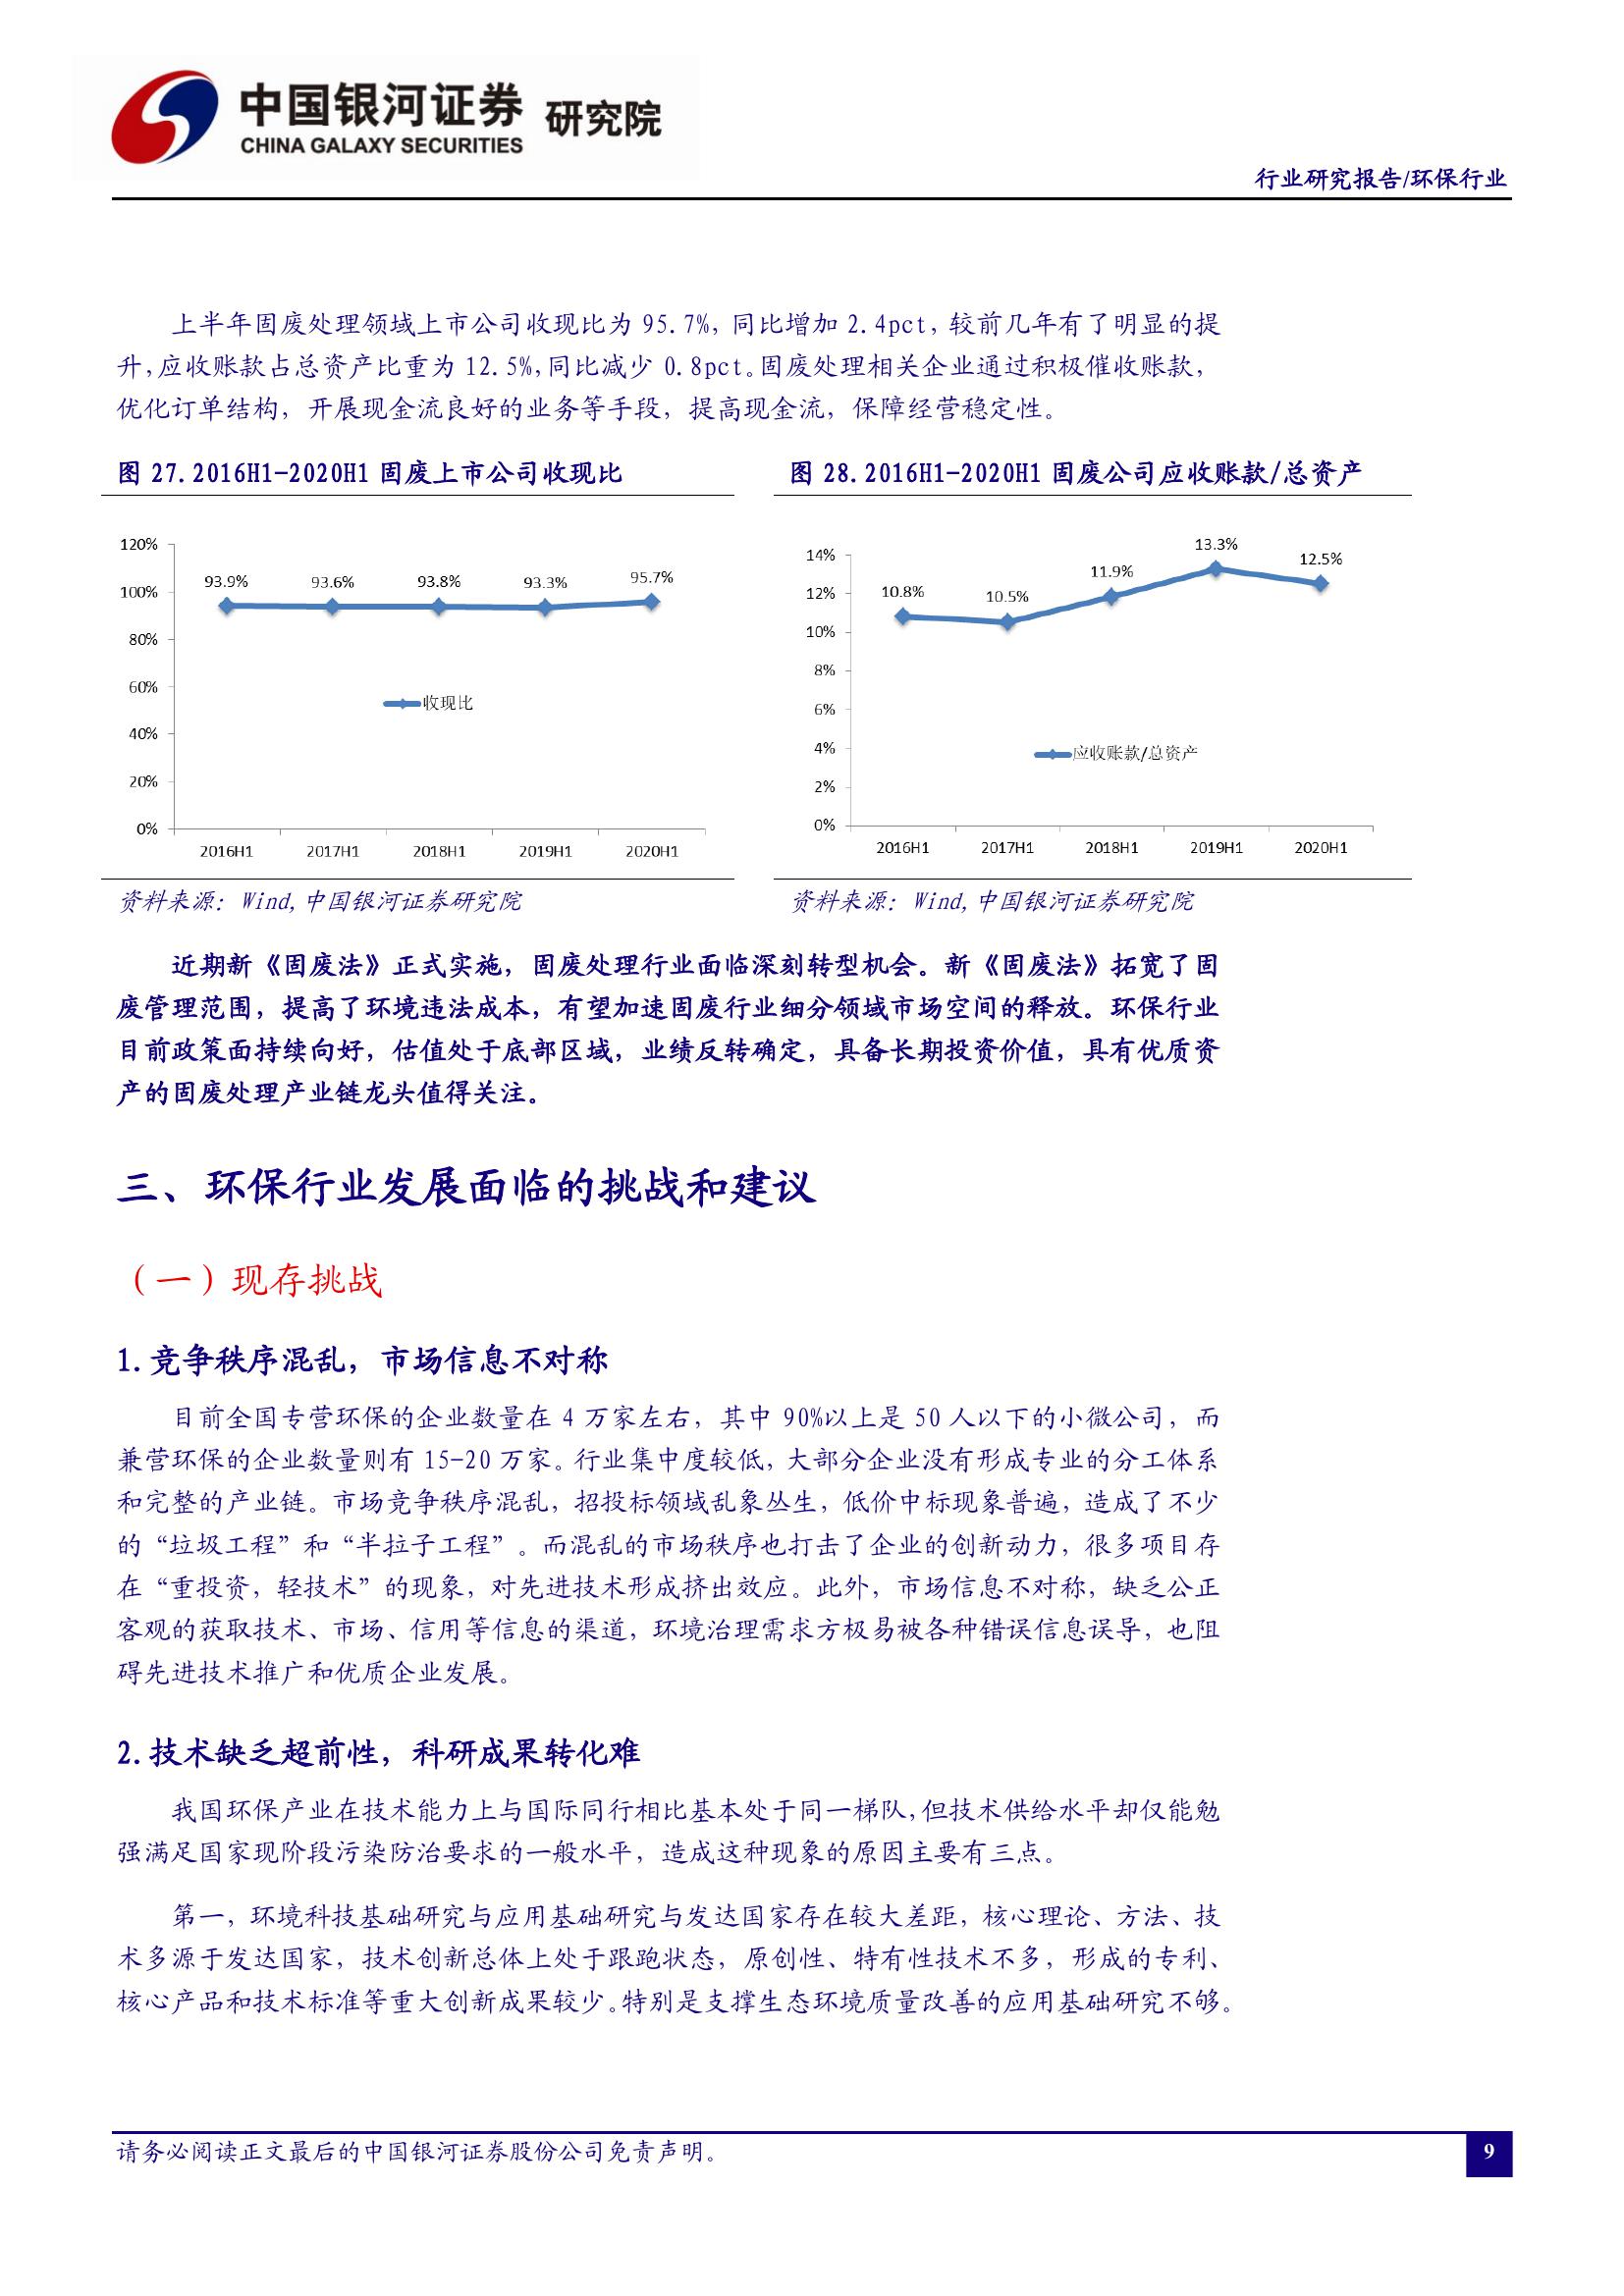 中国银河证券 研究院
CHINA GALAXY SECURITIES
行业研究报告/环保行业
上半年固废处理领域上市公司收现比为 95.7%, 同比增加 2.4pct, 较前几年有了明显的提
升,应收账款占总资产比重为 12.5%,同比减少 0.8pct。固废处理相关企业通过积极催收账款,
优化订单结构, 开展现金流良好的业务等手段, 提高现金流, 保障经营稳定性。
图 27.2016H1-2020H1 固废上市公司收现比
120%
100%
80%
60%
40%
20%
0%
93.9%
93.6%
93.8%
93.3%
95.7%
收现比
2016H1
2017H1
2018H1
2019H1
2020H1
资料来源: Wind,中国银河证券研究院
图 28.2016H1-2020H1 固废公司应收账款/总资产
14%
12%
10%
8%
6%
4%
2%
0%
10.8%
10.5%
11.9%
13.3%
12.5%
应收账款/总资产
2016H1
2017H1
2018H1
2019H1
2020H1
资料来源: Wind,中国银河证券研究院
近期新《固废法》正式实施, 固废处理行业面临深刻转型机会。新《固废法》拓宽了固
废管理范围, 提高了环境违法成本, 有望加速固废行业细分领域市场空间的释放。环保行业
目前政策面持续向好, 估值处于底部区域, 业绩反转确定, 具备长期投资价值, 具有优质资
产的固废处理产业链龙头值得关注。
三、环保行业发展面临的挑战和建议
（一）现存挑战
1.竞争秩序混乱, 市场信息不对称
目前全国专营环保的企业数量在 4 万家左右, 其中 90%以上是 50 人以下的小微公司, 而
兼营环保的企业数量则有 15-20 万家。行业集中度较低, 大部分企业没有形成专业的分工体系
和完整的产业链。市场竞争秩序混乱, 招投标领域乱象丛生, 低价中标现象普遍, 造成了不少
的“垃圾工程”和“半拉子工程”。而混乱的市场秩序也打击了企业的创新动力, 很多项目存
在“重投资, 轻技术”的现象, 对先进技术形成挤出效应。此外, 市场信息不对称, 缺乏公正
客观的获取技术、市场、信用等信息的渠道, 环境治理需求方极易被各种错误信息误导, 也阻
碍先进技术推广和优质企业发展。
2.技术缺乏超前性, 科研成果转化难
我国环保产业在技术能力上与国际同行相比基本处于同一梯队,但技术供给水平却仅能勉
强满足国家现阶段污染防治要求的一般水平, 造成这种现象的原因主要有三点。
第一, 环境科技基础研究与应用基础研究与发达国家存在较大差距, 核心理论、方法、技
术多源于发达国家, 技术创新总体上处于跟跑状态, 原创性、特有性技术不多, 形成的专利、
核心产品和技术标准等重大创新成果较少。特别是支撑生态环境质量改善的应用基础研究不够。
请务必阅读正文最后的中国银河证券股份公司免责声明。
9